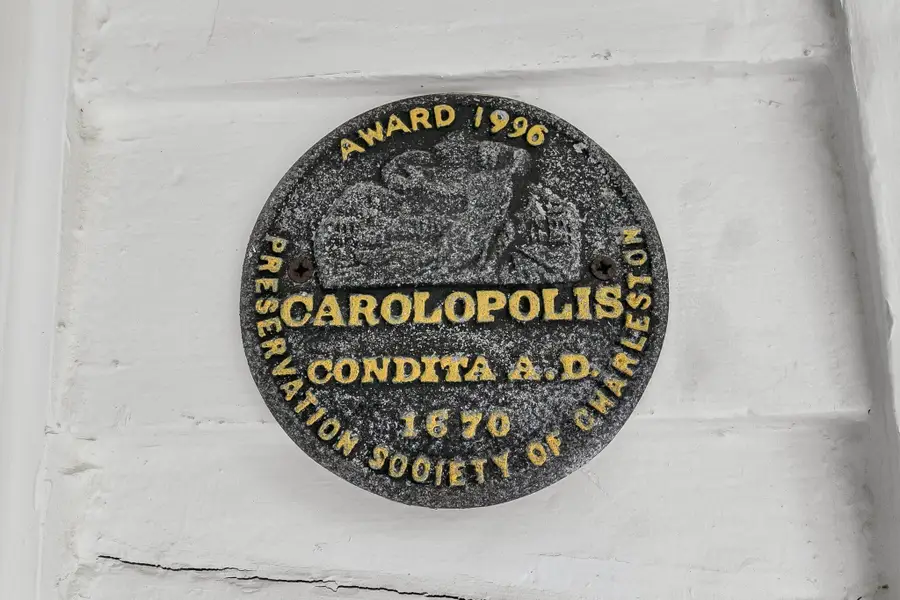 AWARD 1996
CAROLOPOLIS
CONDITA A.D.
1670
PRESERVATION SOCIETY OF CHARLESTON